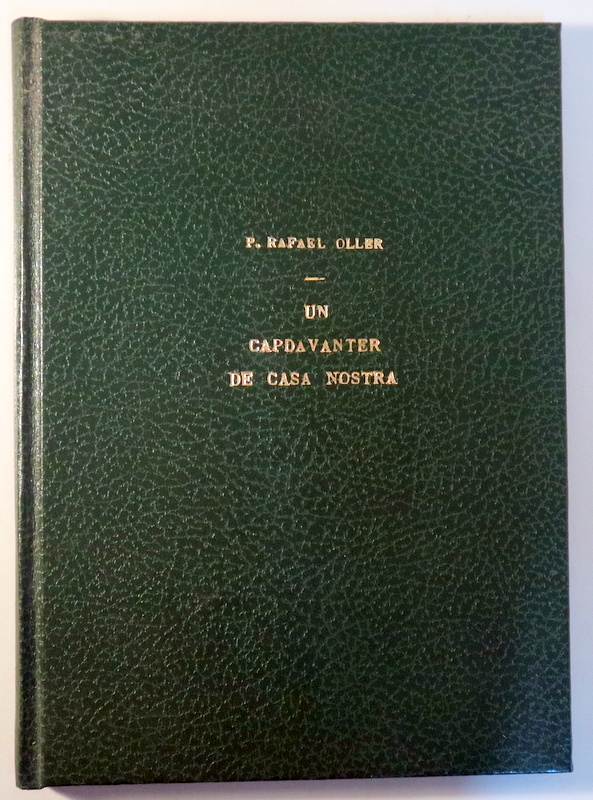 P. RAFAEL OLLER
—
UN
CAPDAVANTER
DE CASA NOSTRA